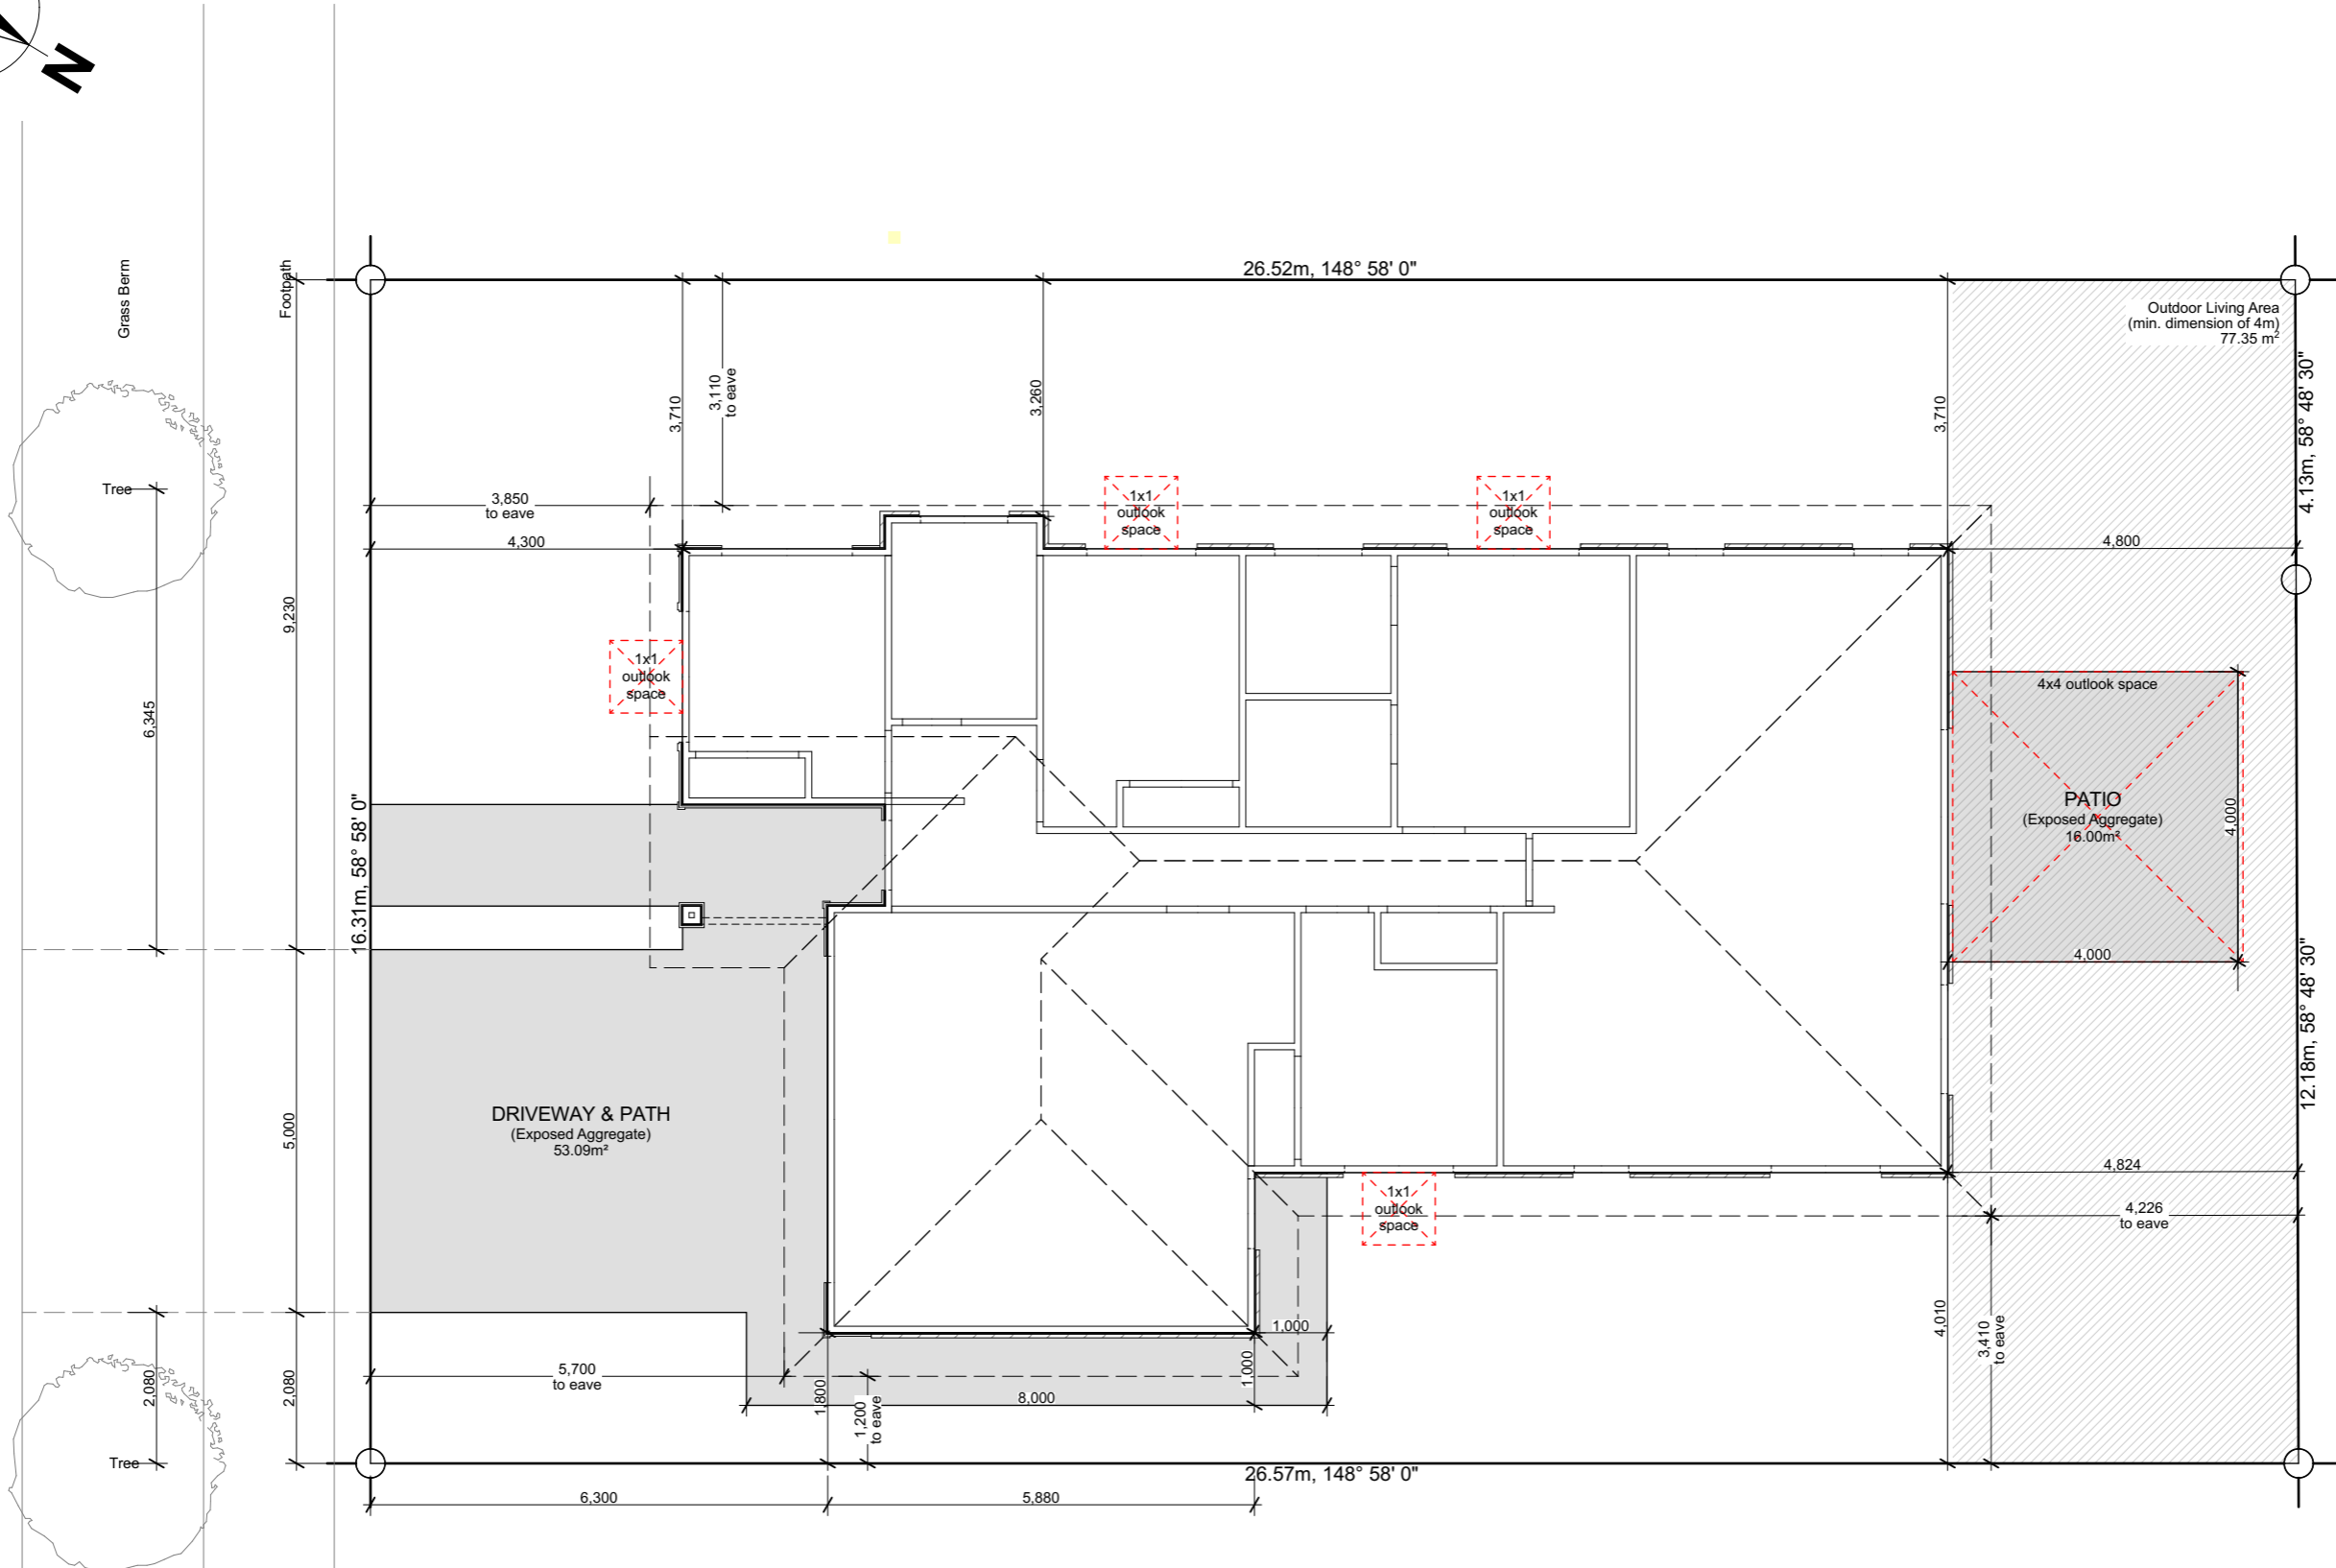 N
Grass Berm
Footpath
26.52m, 148° 58' 0"
Outdoor Living Area
(min. dimension of 4m)
77.35 m²
4.13m, 58° 48' 30"
3,710
3,110
to eave
3,260
3,710
Tree
3,850
to eave
1x1
outlook
space
1x1
outlook
space
4,300
4,800
9,230
6,345
1x1
outlook
space
4x4 outlook space
PATIO
(Exposed Aggregate)
16.00m²
4,000
4,000
16.31m, 58° 58' 0"
12.18m, 58° 48' 30"
DRIVEWAY & PATH
(Exposed Aggregate)
53.09m²
5,000
4,824
1x1
outlook
space
4,226
to eave
4,010
3,410
to eave
1,000
1,000
5,700
to eave
2,080
2,080
1,800
1,200
to eave
8,000
Tree
26.57m, 148° 58' 0"
6,300
5,880